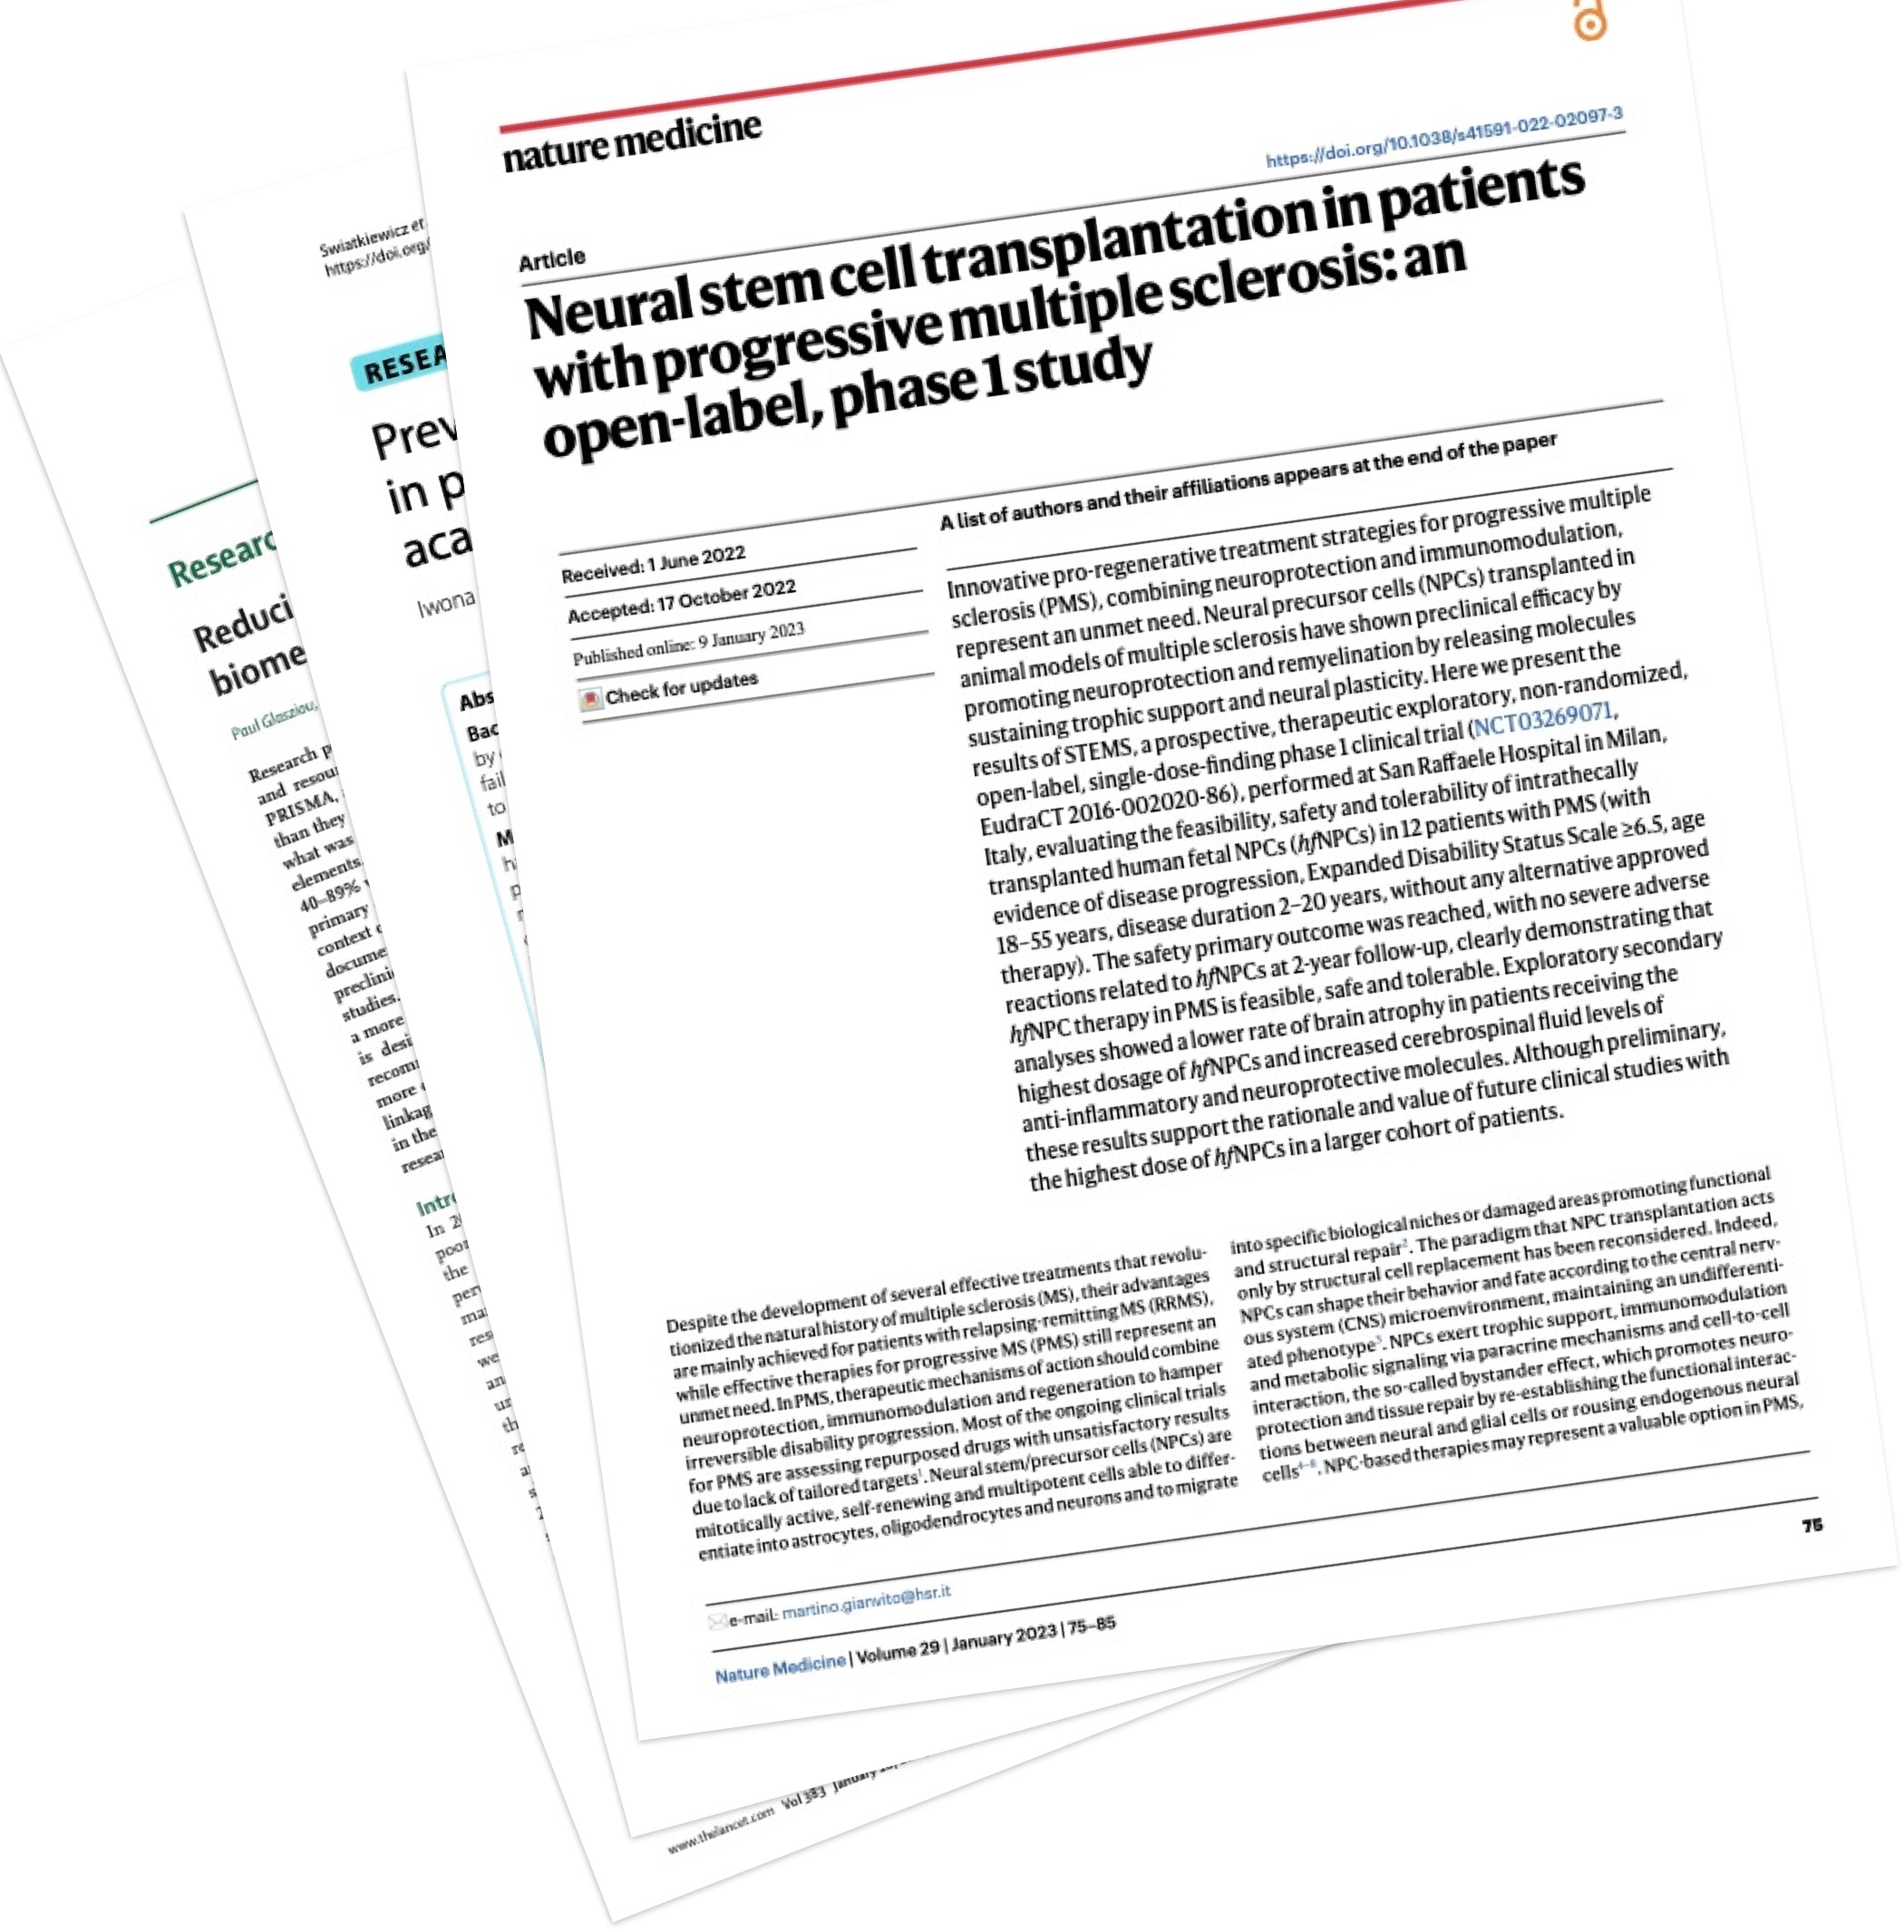 nature medicine
https://doi.org/10.1038/s41591-022-02097-3
Article
Neural stem cell transplantation in patients
with progressive multiple sclerosis: an
open-label, phase 1 study
A list of authors and their affiliations appears at the end of the paper
Received: 1 June 2022
Accepted: 17 October 2022
Published online: 9 January 2023
Check for updates
Innovative pro-regenerative treatment strategies for progressive multiple
sclerosis (PMS), combining neuroprotection and immunomodulation,
represent an unmet need. Neural precursor cells (NPCs) transplanted in
animal models of multiple sclerosis have shown preclinical efficacy by
promoting neuroprotection and remyelination by releasing molecules
sustaining trophic support and neural plasticity. Here we present the
results of STEMS, a prospective, therapeutic exploratory, non-randomized,
open-label, single-dose-finding phase 1 clinical trial (NCT03269071,
EudraCT 2016-002020-86), performed at San Raffaele Hospital in Milan,
Italy, evaluating the feasibility, safety and tolerability of intrathecally
transplanted human fetal NPCs (hfNPCs) in 12 patients with PMS (with
evidence of disease progression, Expanded Disability Status Scale ≥6.5, age
18–55 years, disease duration 2–20 years, without any alternative approved
therapy). The safety primary outcome was reached, with no severe adverse
reactions related to hfNPCs at 2-year follow-up, clearly demonstrating that
hfNPC therapy in PMS is feasible, safe and tolerable. Exploratory secondary
analyses showed a lower rate of brain atrophy in patients receiving the
highest dosage of hfNPCs and increased cerebrospinal fluid levels of
anti-inflammatory and neuroprotective molecules. Although preliminary,
these results support the rationale and value of future clinical studies with
the highest dose of hfNPCs in a larger cohort of patients.
Despite the development of several effective treatments that revolu-
tionized the natural history of multiple sclerosis (MS), their advantages
are mainly achieved for patients with relapsing-remitting MS (RRMS),
while effective therapies for progressive MS (PMS) still represent an
unmet need. In PMS, therapeutic mechanisms of action should combine
neuroprotection, immunomodulation and regeneration to hamper
irreversible disability progression. Most of the ongoing clinical trials
for PMS are assessing repurposed drugs with unsatisfactory results
due to lack of tailored targets¹. Neural stem/precursor cells (NPCs) are
mitotically active, self-renewing and multipotent cells able to differ-
entiate into astrocytes, oligodendrocytes and neurons and to migrate
into specific biological niches or damaged areas promoting functional
and structural repair². The paradigm that NPC transplantation acts
only by structural cell replacement has been reconsidered. Indeed,
NPCs can shape their behavior and fate according to the central nerv-
ous system (CNS) microenvironment, maintaining an undifferenti-
ated phenotype³. NPCs exert trophic support, immunomodulation
and metabolic signaling via paracrine mechanisms and cell-to-cell
interaction, the so-called bystander effect, which promotes neuro-
protection and tissue repair by re-establishing the functional interac-
tions between neural and glial cells or rousing endogenous neural
cells⁴⁻⁸. NPC-based therapies may represent a valuable option in PMS,
e-mail: martino.gianvito@hsr.it
Nature Medicine | Volume 29 | January 2023 | 75–85
75
Swiatkiewicz et
https://doi.org/
RESEA
Prev
in p
aca
Iwona
Abs
Bac
by
fail
to
M
Researc
Reduci
biome
Paul Glasziou,
Research p
and resour
PRISMA,
than they
what was
elements.
40–89%
primary
context
docume
preclini
studies.
a more
is desi
recom
more
linkag
in the
resear
Intro
In 2
poor
the
per
ma
res
we
an
ur
th
re
www.thelancet.com Vol 383 January